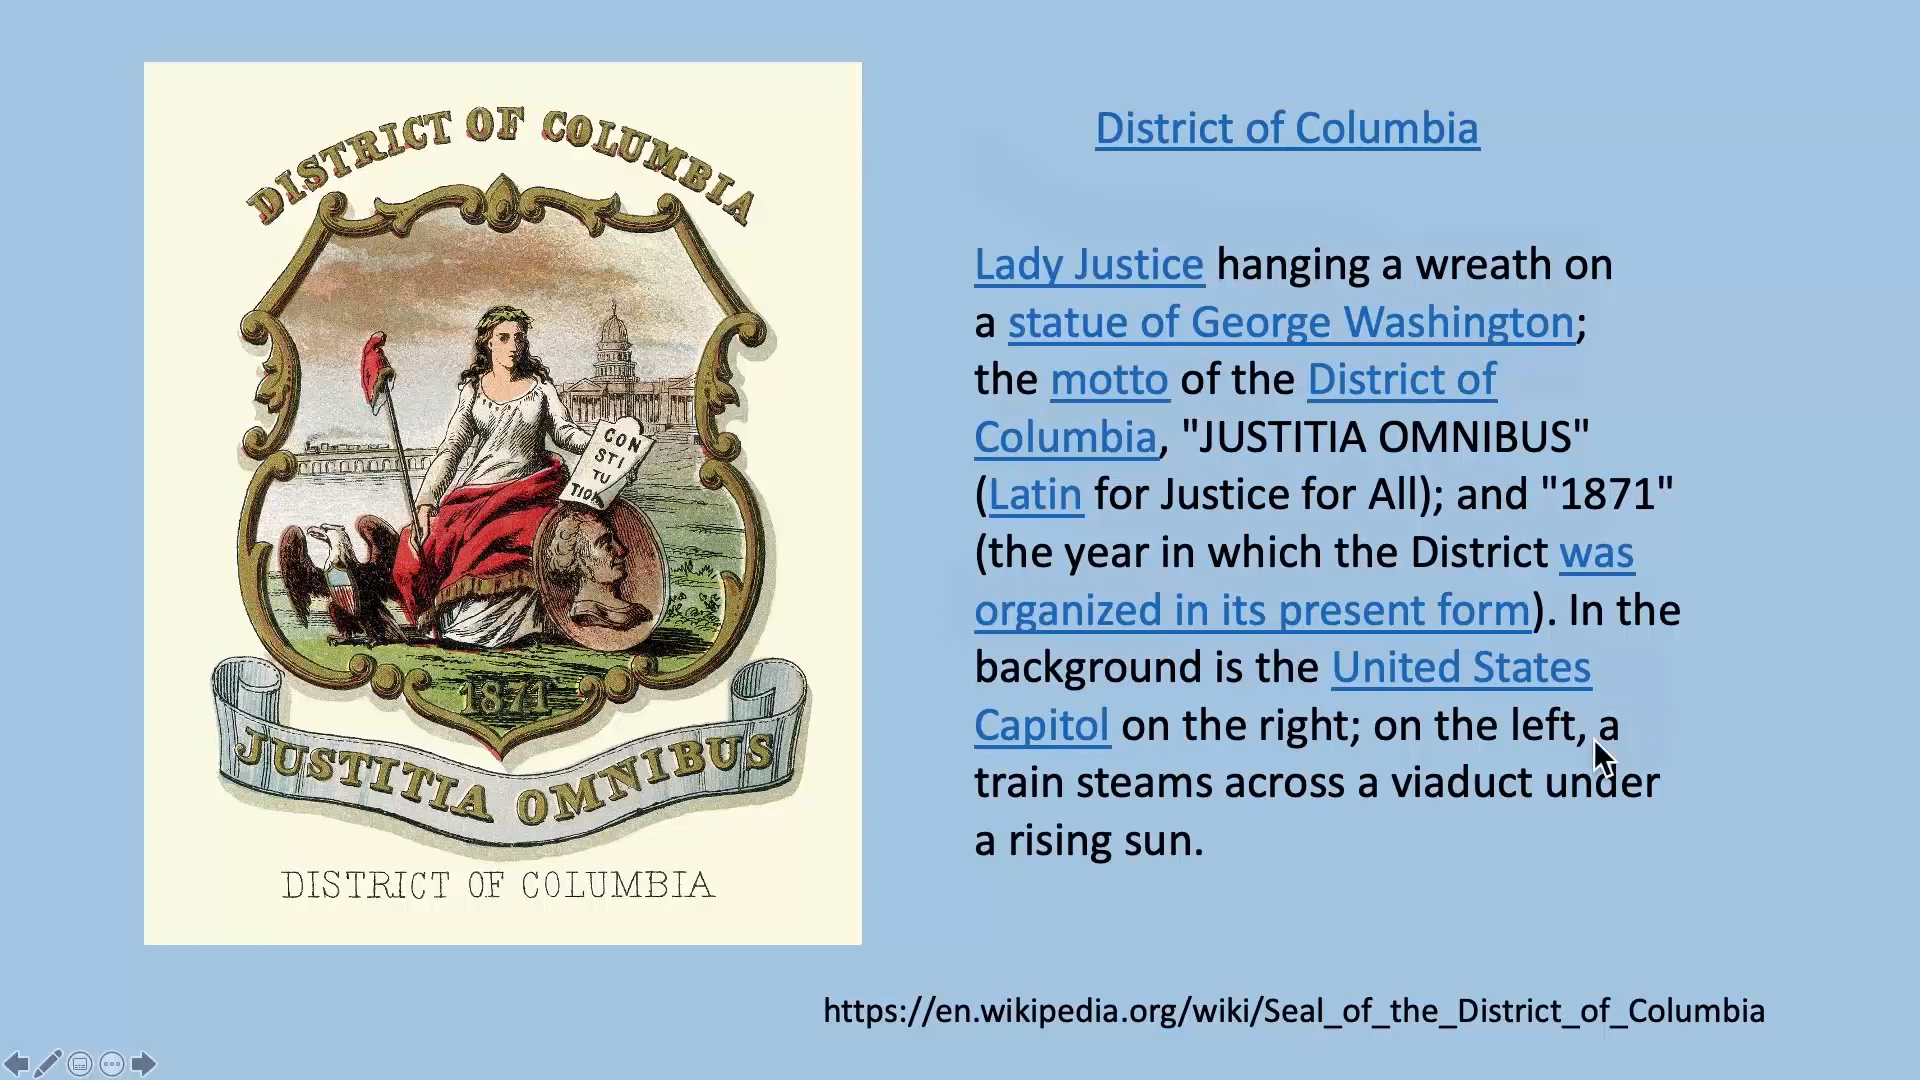 DISTRICT OF COLUMBIA
CON
STI
TU
TION
1871
JUSTITIA OMNIBUS
DISTRICT OF COLUMBIA
District of Columbia
Lady Justice hanging a wreath on
a statue of George Washington;
the motto of the District of
Columbia, "JUSTITIA OMNIBUS"
(Latin for Justice for All); and "1871"
(the year in which the District was
organized in its present form). In the
background is the United States
Capitol on the right; on the left, a
train steams across a viaduct under
a rising sun.
https://en.wikipedia.org/wiki/Seal_of_the_District_of_Columbia